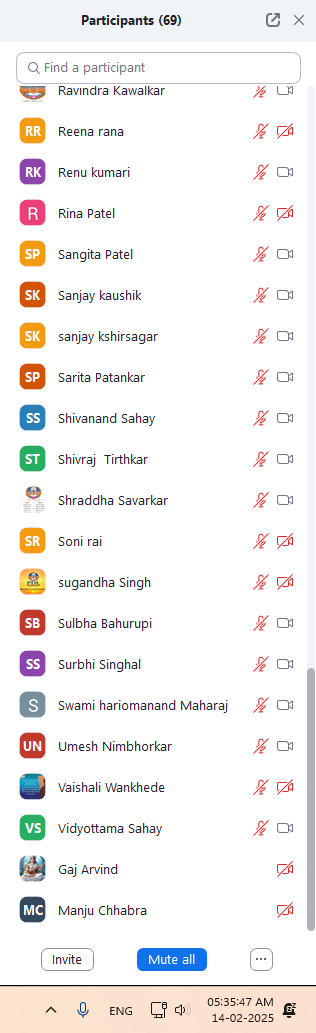 Participants (69)
Find a participant
Ravindra Kawalkar
RR Reena rana
RK Renu kumari
R Rina Patel
SP Sangita Patel
SK Sanjay kaushik
SK sanjay kshirsagar
SP Sarita Patankar
SS Shivanand Sahay
ST Shivraj  Tirthkar
Shraddha Savarkar
SR Soni rai
sugandha Singh
SB Sulbha Bahurupi
SS Surbhi Singhal
S Swami hariomanand Maharaj
UN Umesh Nimbhorkar
Vaishali Wankhede
VS Vidyottama Sahay
Gaj Arvind
MC Manju Chhabra
Invite Mute all ...
ENG 05:35:47 AM
14-02-2025